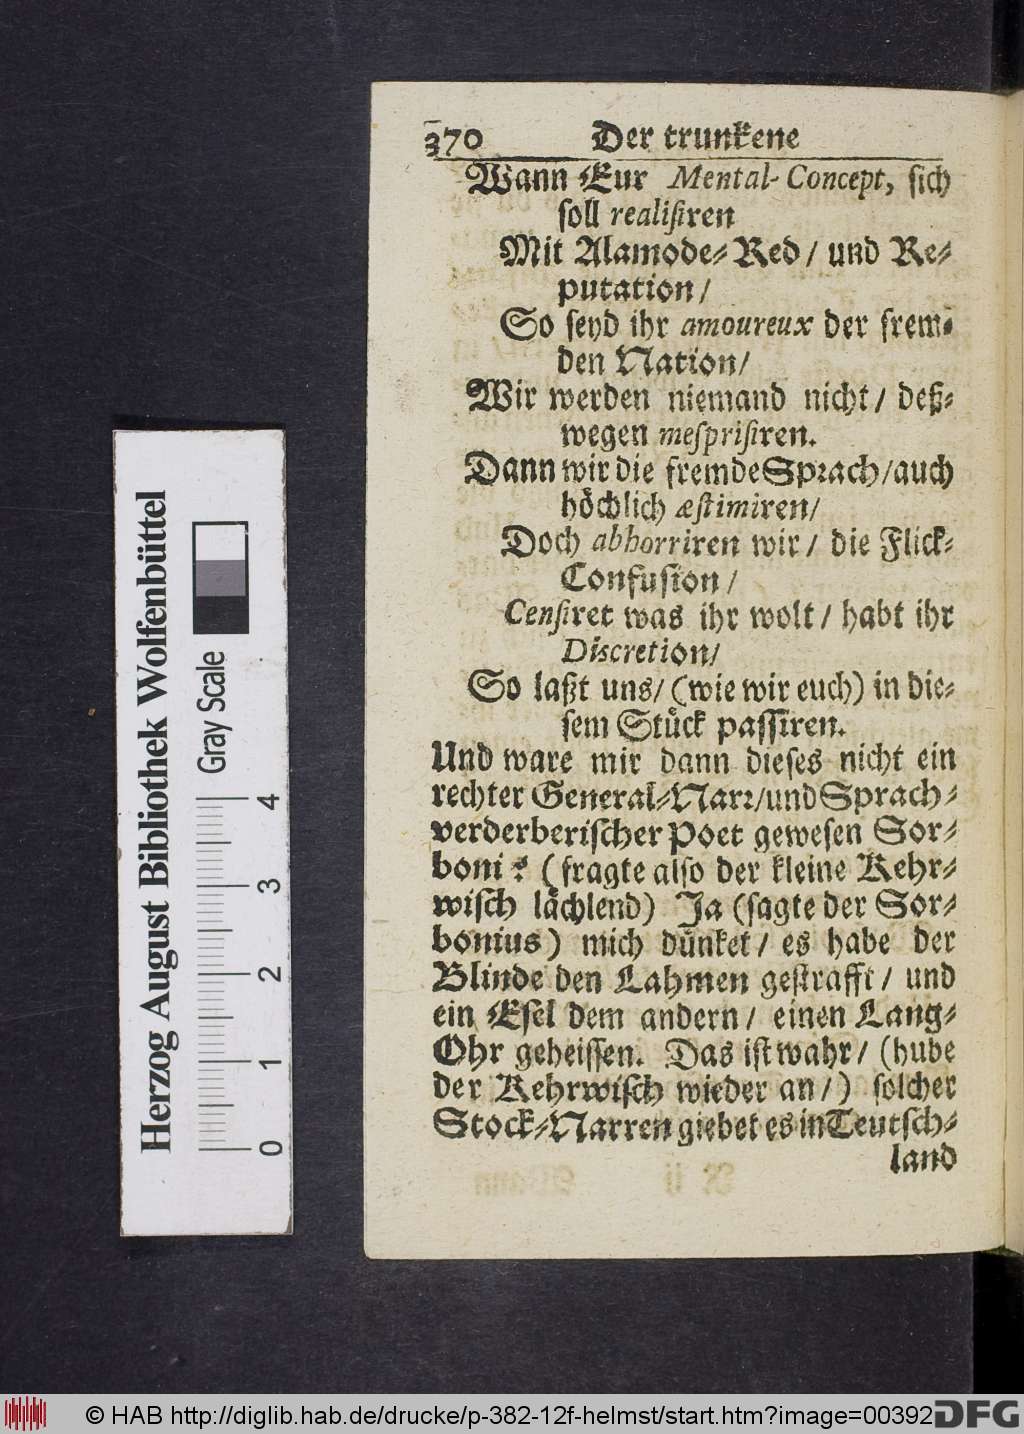 370 Der trunkene
Wann Eur Mental-Concept, sich
soll realiſiren
Mit Alamode-Red / und Re-
putation /
So ſeyd ihr amoureux der frem-
den Nation /
Wir werden niemand nicht / deß-
wegen meſpriſiren.
Dann wir die fremde Sprach / auch
höchlich æſtimiren /
Doch abhorriren wir / die Flick-
Confuſion /
Cenſiret was ihr wolt / habt ihr
Discretion /
So laßt uns / (wie wir euch) in die-
ſem Stück paſſiren.
Und ware mir dann dieſes nicht ein
rechter General-Narr / und Sprach-
verderberiſcher Poet geweſen Sor-
boni? (fragte alſo der kleine Kehr-
wiſch lächlend) Ja (ſagte der Sor-
bonius) mich dünket / es habe der
Blinde den Lahmen geſtrafft / und
ein Eſel dem andern / einen Lang-
Ohr geheiſſen. Das iſt wahr / (hube
der Kehrwiſch wieder an /) ſolcher
Stock-Narren giebet es in Teutſch-
land
Herzog August Bibliothek Wolfenbüttel
Gray Scale
0 1 2 3 4
© HAB http://diglib.hab.de/drucke/p-382-12f-helmst/start.htm?image=00392
DFG